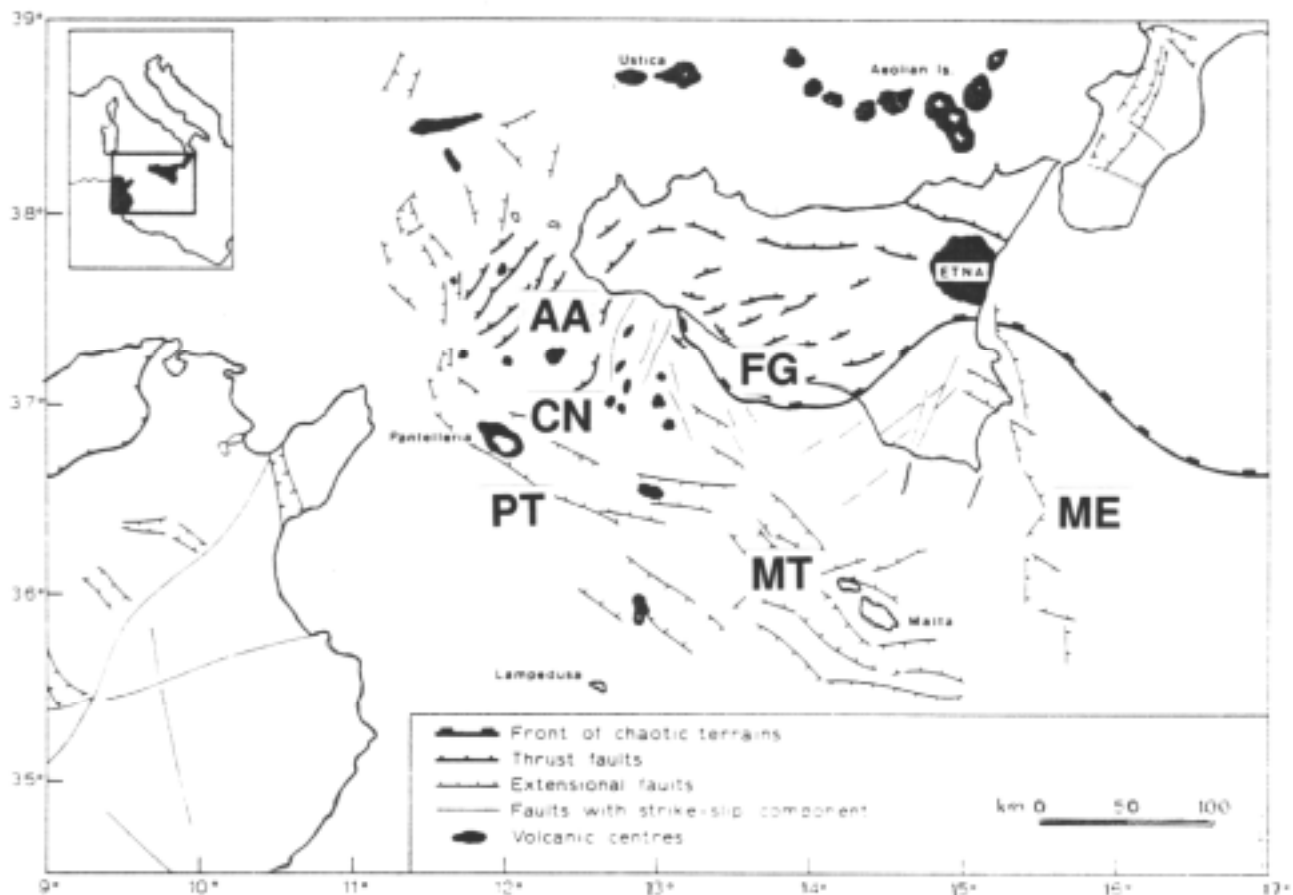 39°
38°
37°
36°
35°
Ustica
Aeolian Is.
ETNA
AA
FG
CN
Pantelleria
PT
ME
MT
Malta
Lampedusa
Front of chaotic terrains
Thrust faults
Extensional faults
Faults with strike-slip component
Volcanic centres
km 0 50 100
9° 10° 11° 12° 13° 14° 15° 16° 17°